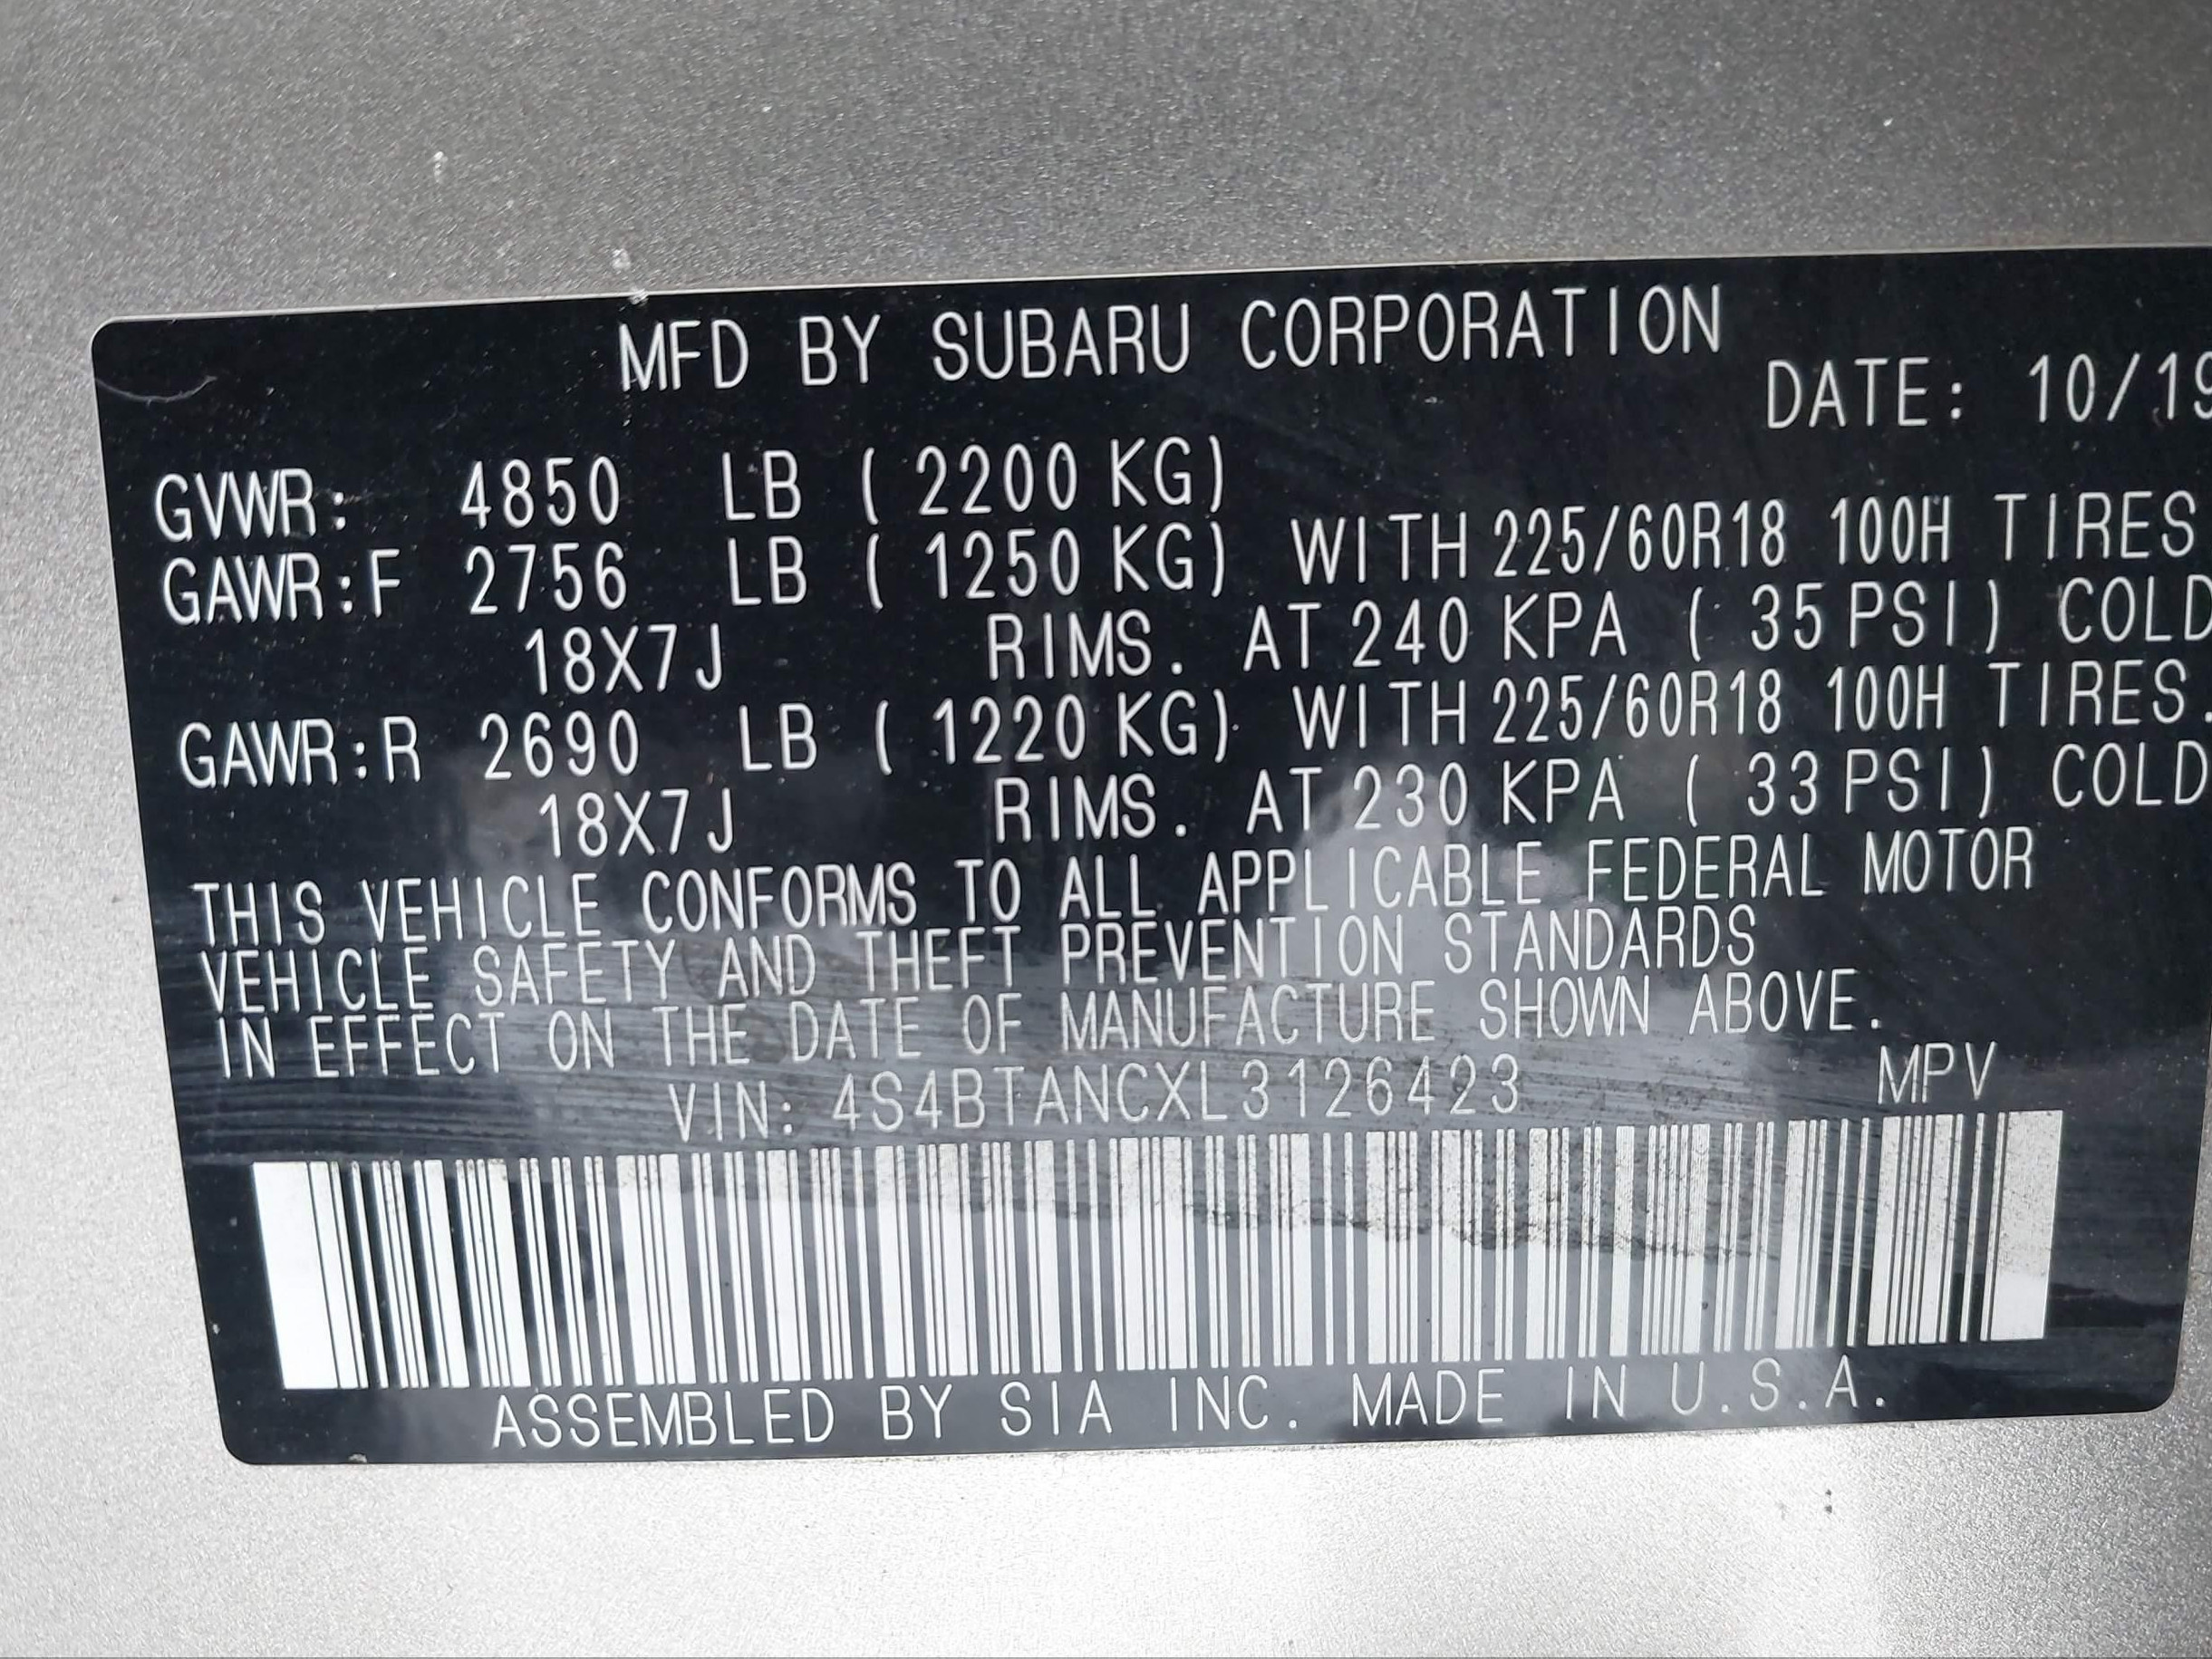 MFD BY SUBARU CORPORATION
DATE: 10/19
GVWR: 4850 LB ( 2200 KG)
GAWR:F 2756 LB ( 1250 KG) WITH 225/60R18 100H TIRES.
18X7J RIMS. AT 240 KPA ( 35 PSI) COLD
GAWR:R 2690 LB ( 1220 KG) WITH 225/60R18 100H TIRES.
18X7J RIMS. AT 230 KPA ( 33 PSI) COLD
THIS VEHICLE CONFORMS TO ALL APPLICABLE FEDERAL MOTOR
VEHICLE SAFETY AND THEFT PREVENTION STANDARDS
IN EFFECT ON THE DATE OF MANUFACTURE SHOWN ABOVE.
VIN: 4S4BTANCXL3126423 MPV
ASSEMBLED BY SIA INC. MADE IN U.S.A.